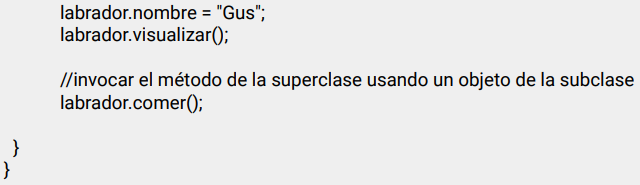 labrador.nombre = "Gus";
labrador.visualizar();
//invocar el método de la superclase usando un objeto de la subclase
labrador.comer();
}
}